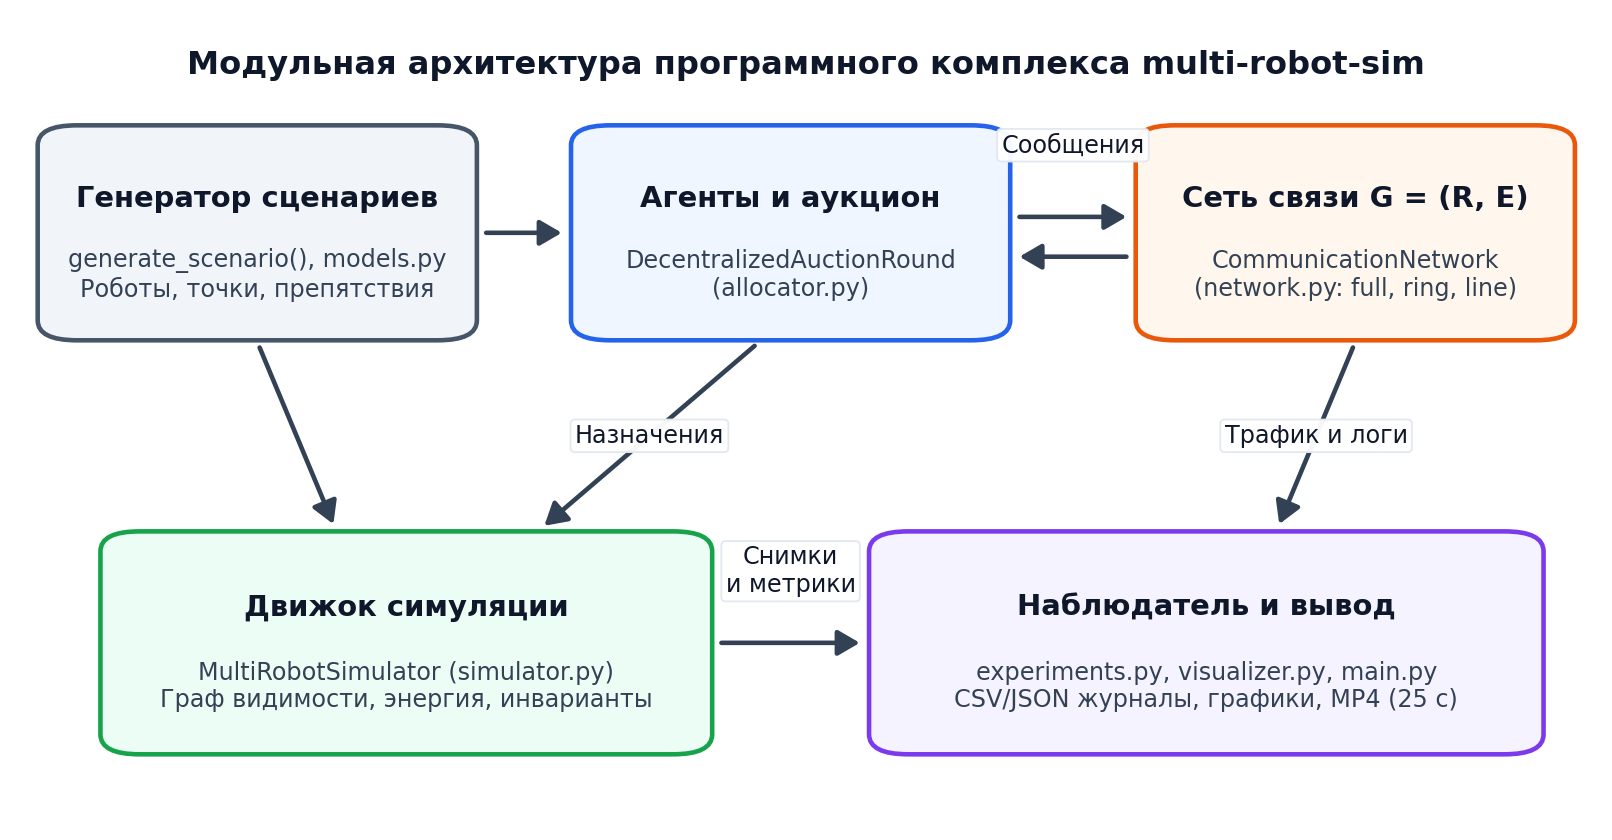 Модульная архитектура программного комплекса multi-robot-sim
Генератор сценариев
generate_scenario(), models.py
Роботы, точки, препятствия
Агенты и аукцион
DecentralizedAuctionRound
(allocator.py)
Сообщения
Сеть связи G = (R, E)
CommunicationNetwork
(network.py: full, ring, line)
Назначения
Трафик и логи
Движок симуляции
MultiRobotSimulator (simulator.py)
Граф видимости, энергия, инварианты
Снимки
и метрики
Наблюдатель и вывод
experiments.py, visualizer.py, main.py
CSV/JSON журналы, графики, MP4 (25 с)